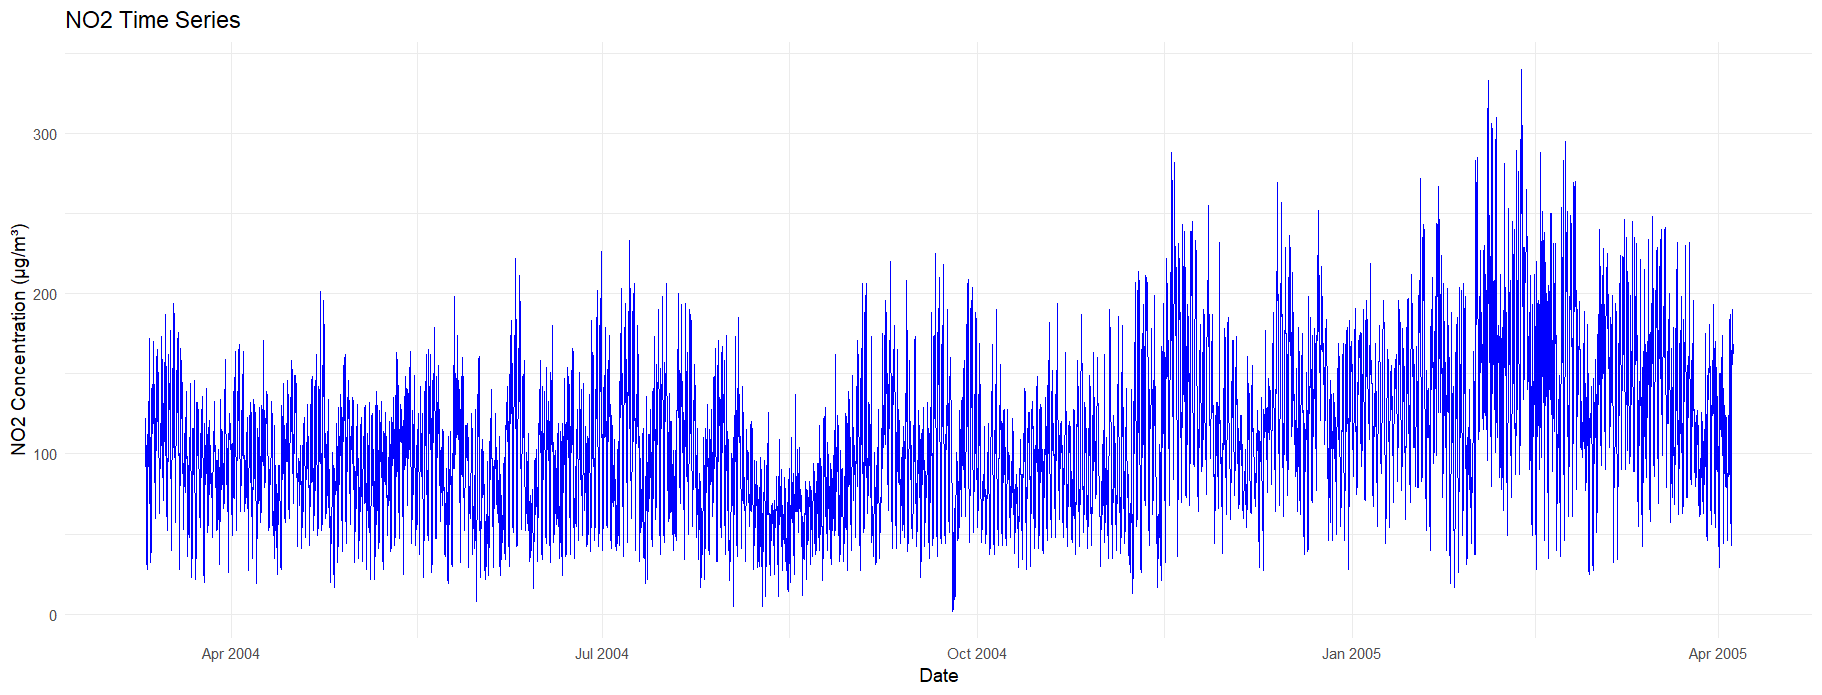 NO2 Time Series
NO2 Concentration (µg/m³)
300
200
100
0
Apr 2004
Jul 2004
Oct 2004
Jan 2005
Apr 2005
Date